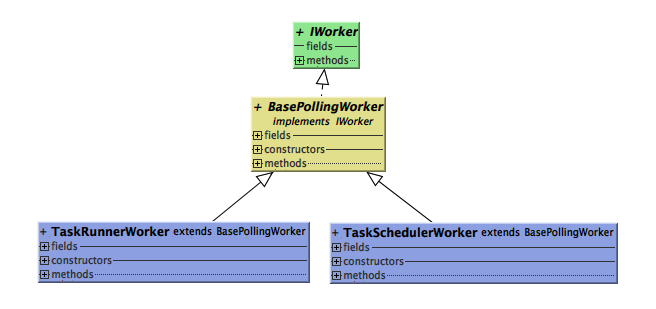 + IWorker
fields
methods
+ BasePollingWorker
implements IWorker
fields
constructors
methods
+ TaskRunnerWorker extends BasePollingWorker
fields
constructors
methods
+ TaskSchedulerWorker extends BasePollingWorker
fields
constructors
methods